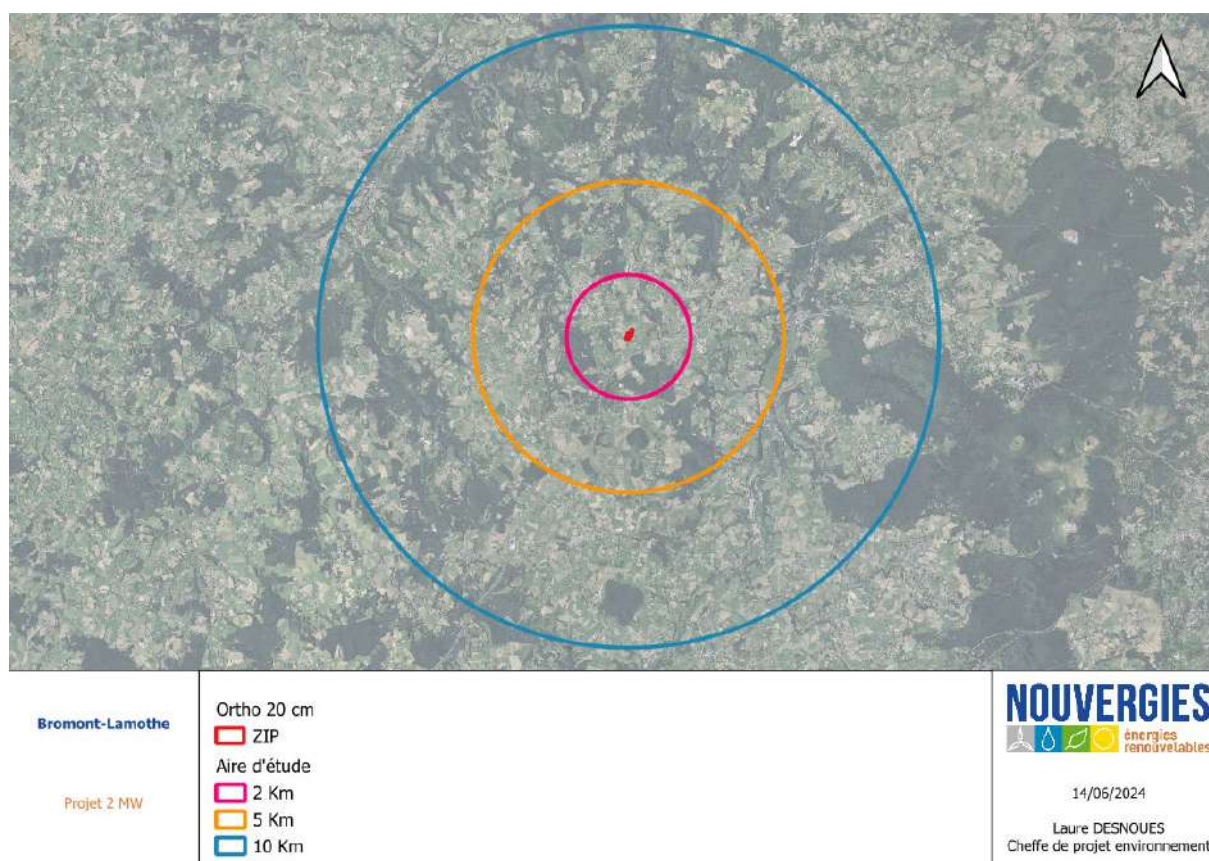 Bromont-Lamothe
Projet 2 MW
Ortho 20 cm
ZIP
Aire d'étude
2 Km
5 Km
10 Km
NOUVERGIES
énergies
renouvelables
14/06/2024
Laure DESNOUES
Cheffe de projet environnement